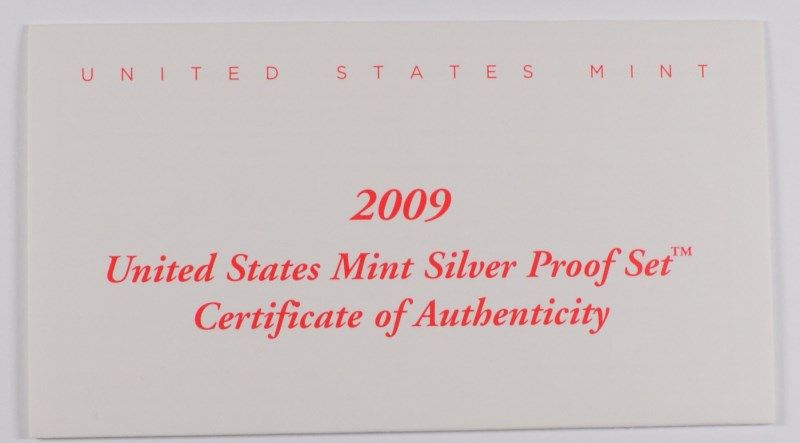 UNITED STATES MINT
2009
United States Mint Silver Proof Set™
Certificate of Authenticity